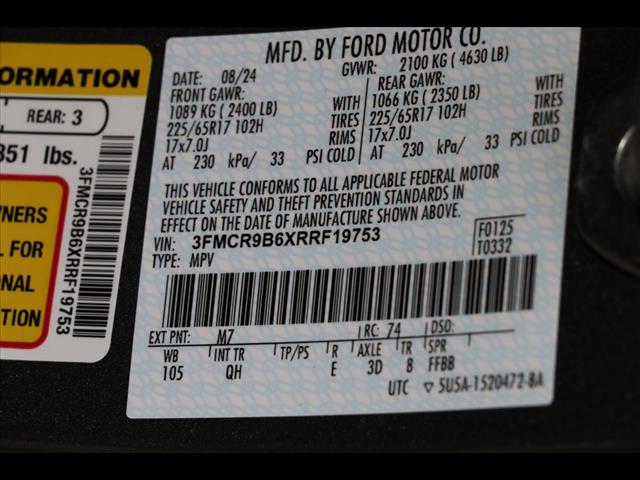 ORMATION
REAR: 3
351 lbs.
WNERS
L FOR
NAL
TION
3FMCR9B6XRRF19753
MFD. BY FORD MOTOR CO.
DATE: 08/24 GVWR: 2100 KG ( 4630 LB)
FRONT GAWR: REAR GAWR:
1089 KG ( 2400 LB) WITH 1066 KG ( 2350 LB) WITH
225/65R17 102H TIRES 225/65R17 102H TIRES
17x7.0J RIMS 17x7.0J RIMS
AT 230 kPa/ 33 PSI COLD AT 230 kPa/ 33 PSI COLD
THIS VEHICLE CONFORMS TO ALL APPLICABLE FEDERAL MOTOR
VEHICLE SAFETY AND THEFT PREVENTION STANDARDS IN
EFFECT ON THE DATE OF MANUFACTURE SHOWN ABOVE.
VIN: 3FMCR9B6XRRF19753 F0125
TYPE: MPV T0332
EXT PNT: M7 RC: 74 DSO:
WB INT TR TP/PS R AXLE TR SPR
105 QH E 3D 8 FFBB
UTC ▽ 5U5A-1520472-BA